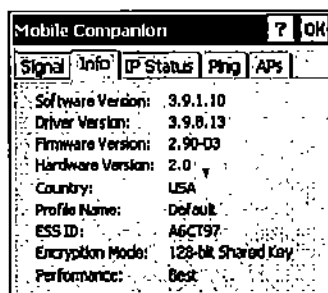 Mobile Companion ? OK
Signal Info IP Status Ping APs
Software Version: 3.9.1.10
Driver Version: 3.9.8.13
Firmware Version: 2.90-03
Hardware Version: 2.0
Country: USA
Profile Name: Default
ESS ID: A6CT97
Encryption Mode: 128-bit Shared Key
Performance: Best